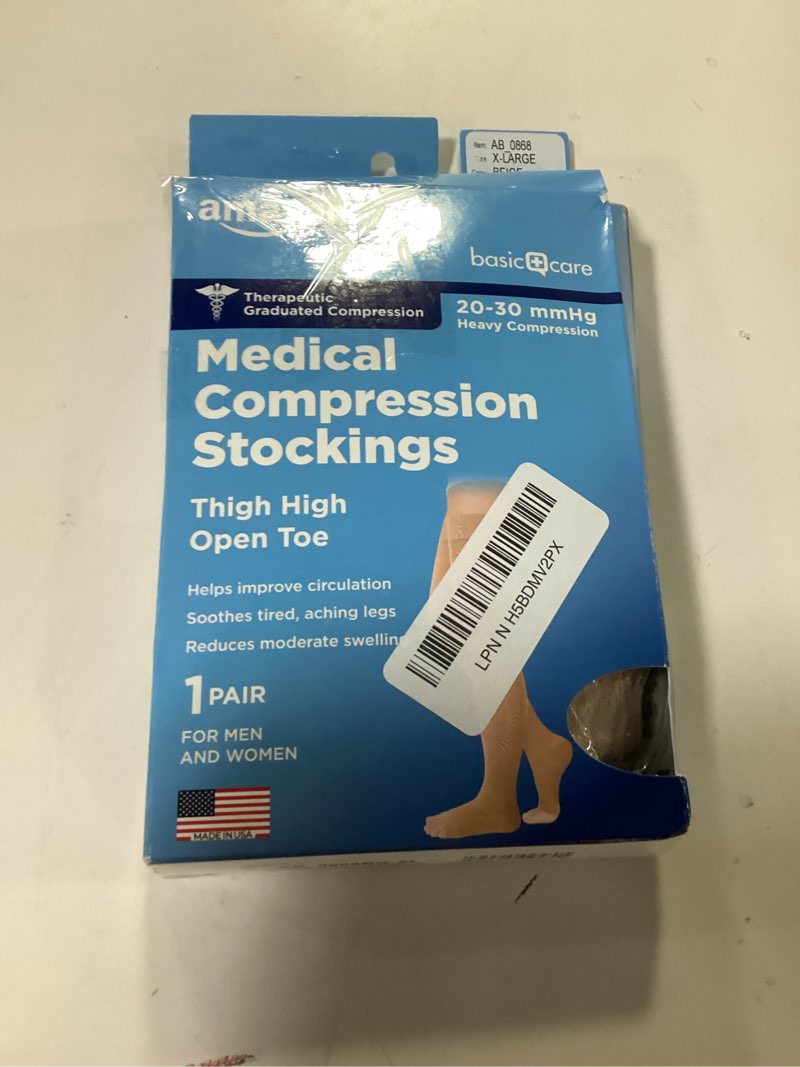 Item: AB_0868
Size: X-LARGE
BEIGE
basic care
Therapeutic
Graduated Compression
20-30 mmHg
Heavy Compression
Medical
Compression
Stockings
Thigh High
Open Toe
Helps improve circulation
Soothes tired, aching legs
Reduces moderate swelling
1 PAIR
FOR MEN
AND WOMEN
MADE IN USA
LPN N H5BDMV2PX